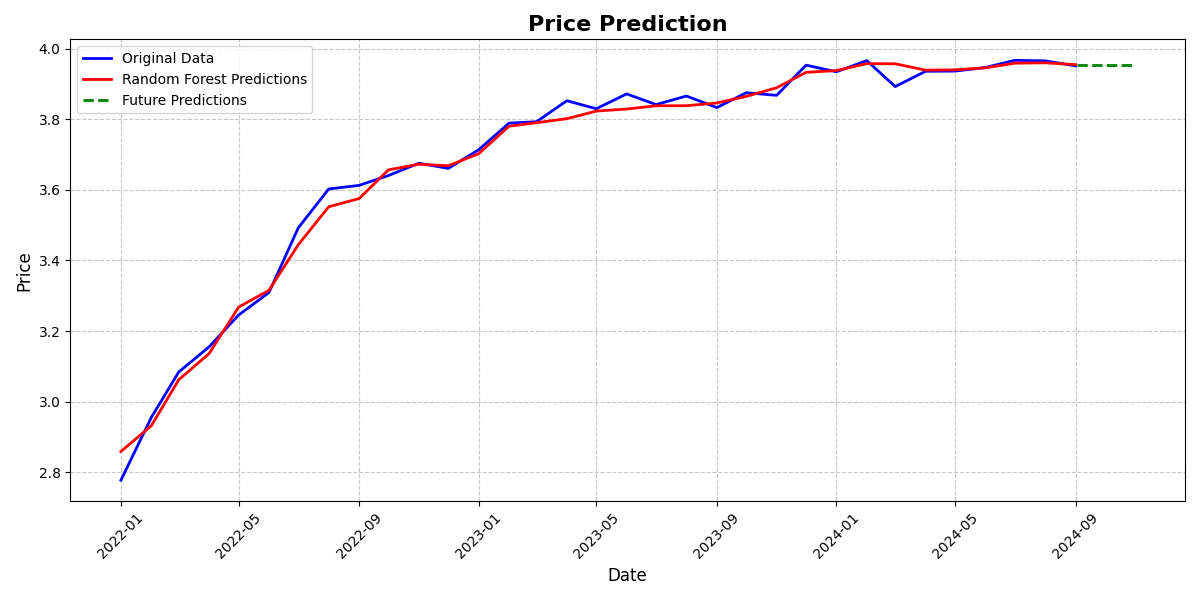 Price Prediction
Original Data
Random Forest Predictions
Future Predictions
Price
4.0
3.8
3.6
3.4
3.2
3.0
2.8
2022-01
2022-05
2022-09
2023-01
2023-05
2023-09
2024-01
2024-05
2024-09
Date